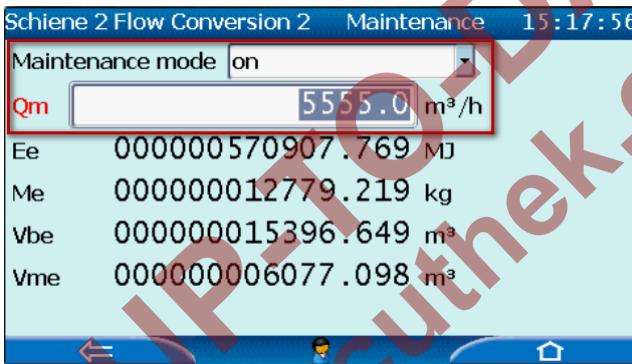 Schiene 2 Flow Conversion 2 Maintenance 15:17:56
Maintenance mode on
Qm 5555.0 m³/h
Ee 000000570907.769 MJ
Me 000000012779.219 kg
Vbe 000000015396.649 m³
Vme 000000006077.098 m³